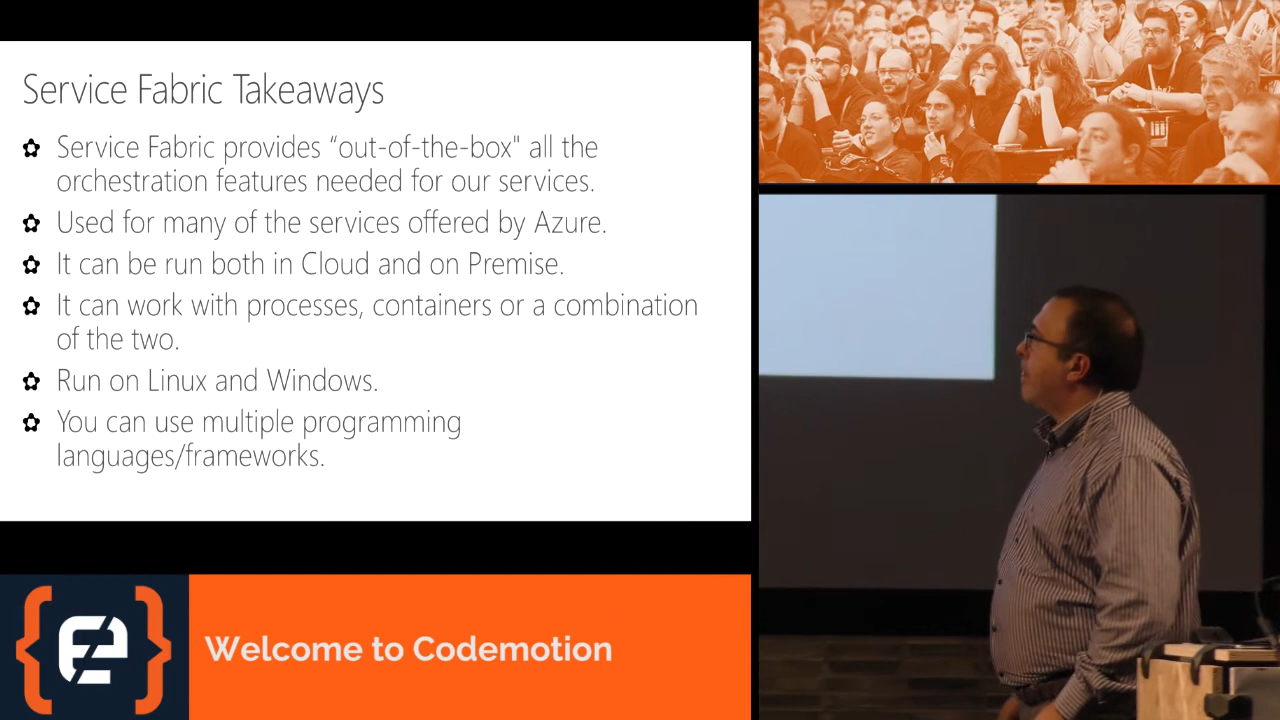 Service Fabric Takeaways
Service Fabric provides “out-of-the-box" all the
orchestration features needed for our services.
Used for many of the services offered by Azure.
It can be run both in Cloud and on Premise.
It can work with processes, containers or a combination
of the two.
Run on Linux and Windows.
You can use multiple programming
languages/frameworks.
Welcome to Codemotion